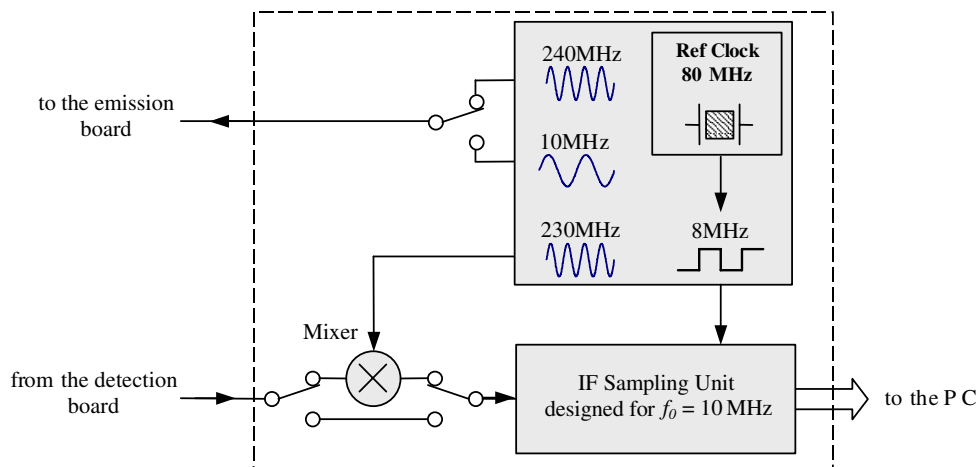 240MHz
Ref Clock
80 MHz
to the emission
board
10MHz
230MHz
8MHz
Mixer
from the detection
board
IF Sampling Unit
designed for f0 = 10 MHz
to the P C